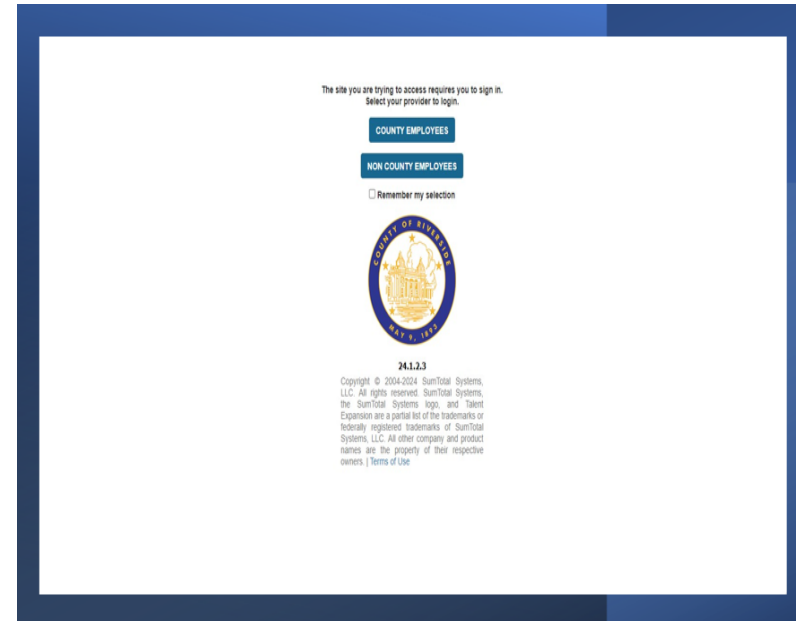 The site you are trying to access requires you to sign in.
Select your provider to login.
COUNTY EMPLOYEES
NON COUNTY EMPLOYEES
Remember my selection
COUNTY OF RIVERSIDE
MAY 9, 1893
24.1.2.3
Copyright © 2004-2024 SumTotal Systems,
LLC. All rights reserved. SumTotal Systems,
the SumTotal Systems logo, and Talent
Expansion are a partial list of the trademarks or
federally registered trademarks of SumTotal
Systems, LLC. All other company and product
names are the property of their respective
owners. | Terms of Use